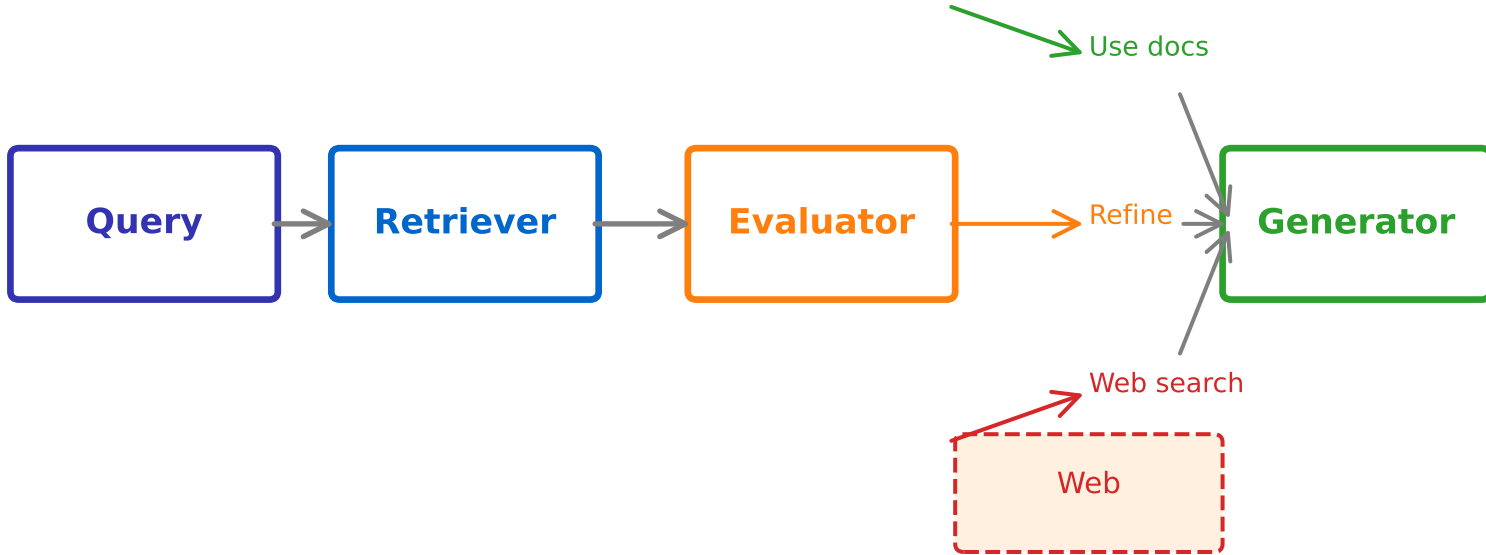 Use docs
Query
Retriever
Evaluator
Refine
Generator
Web search
Web